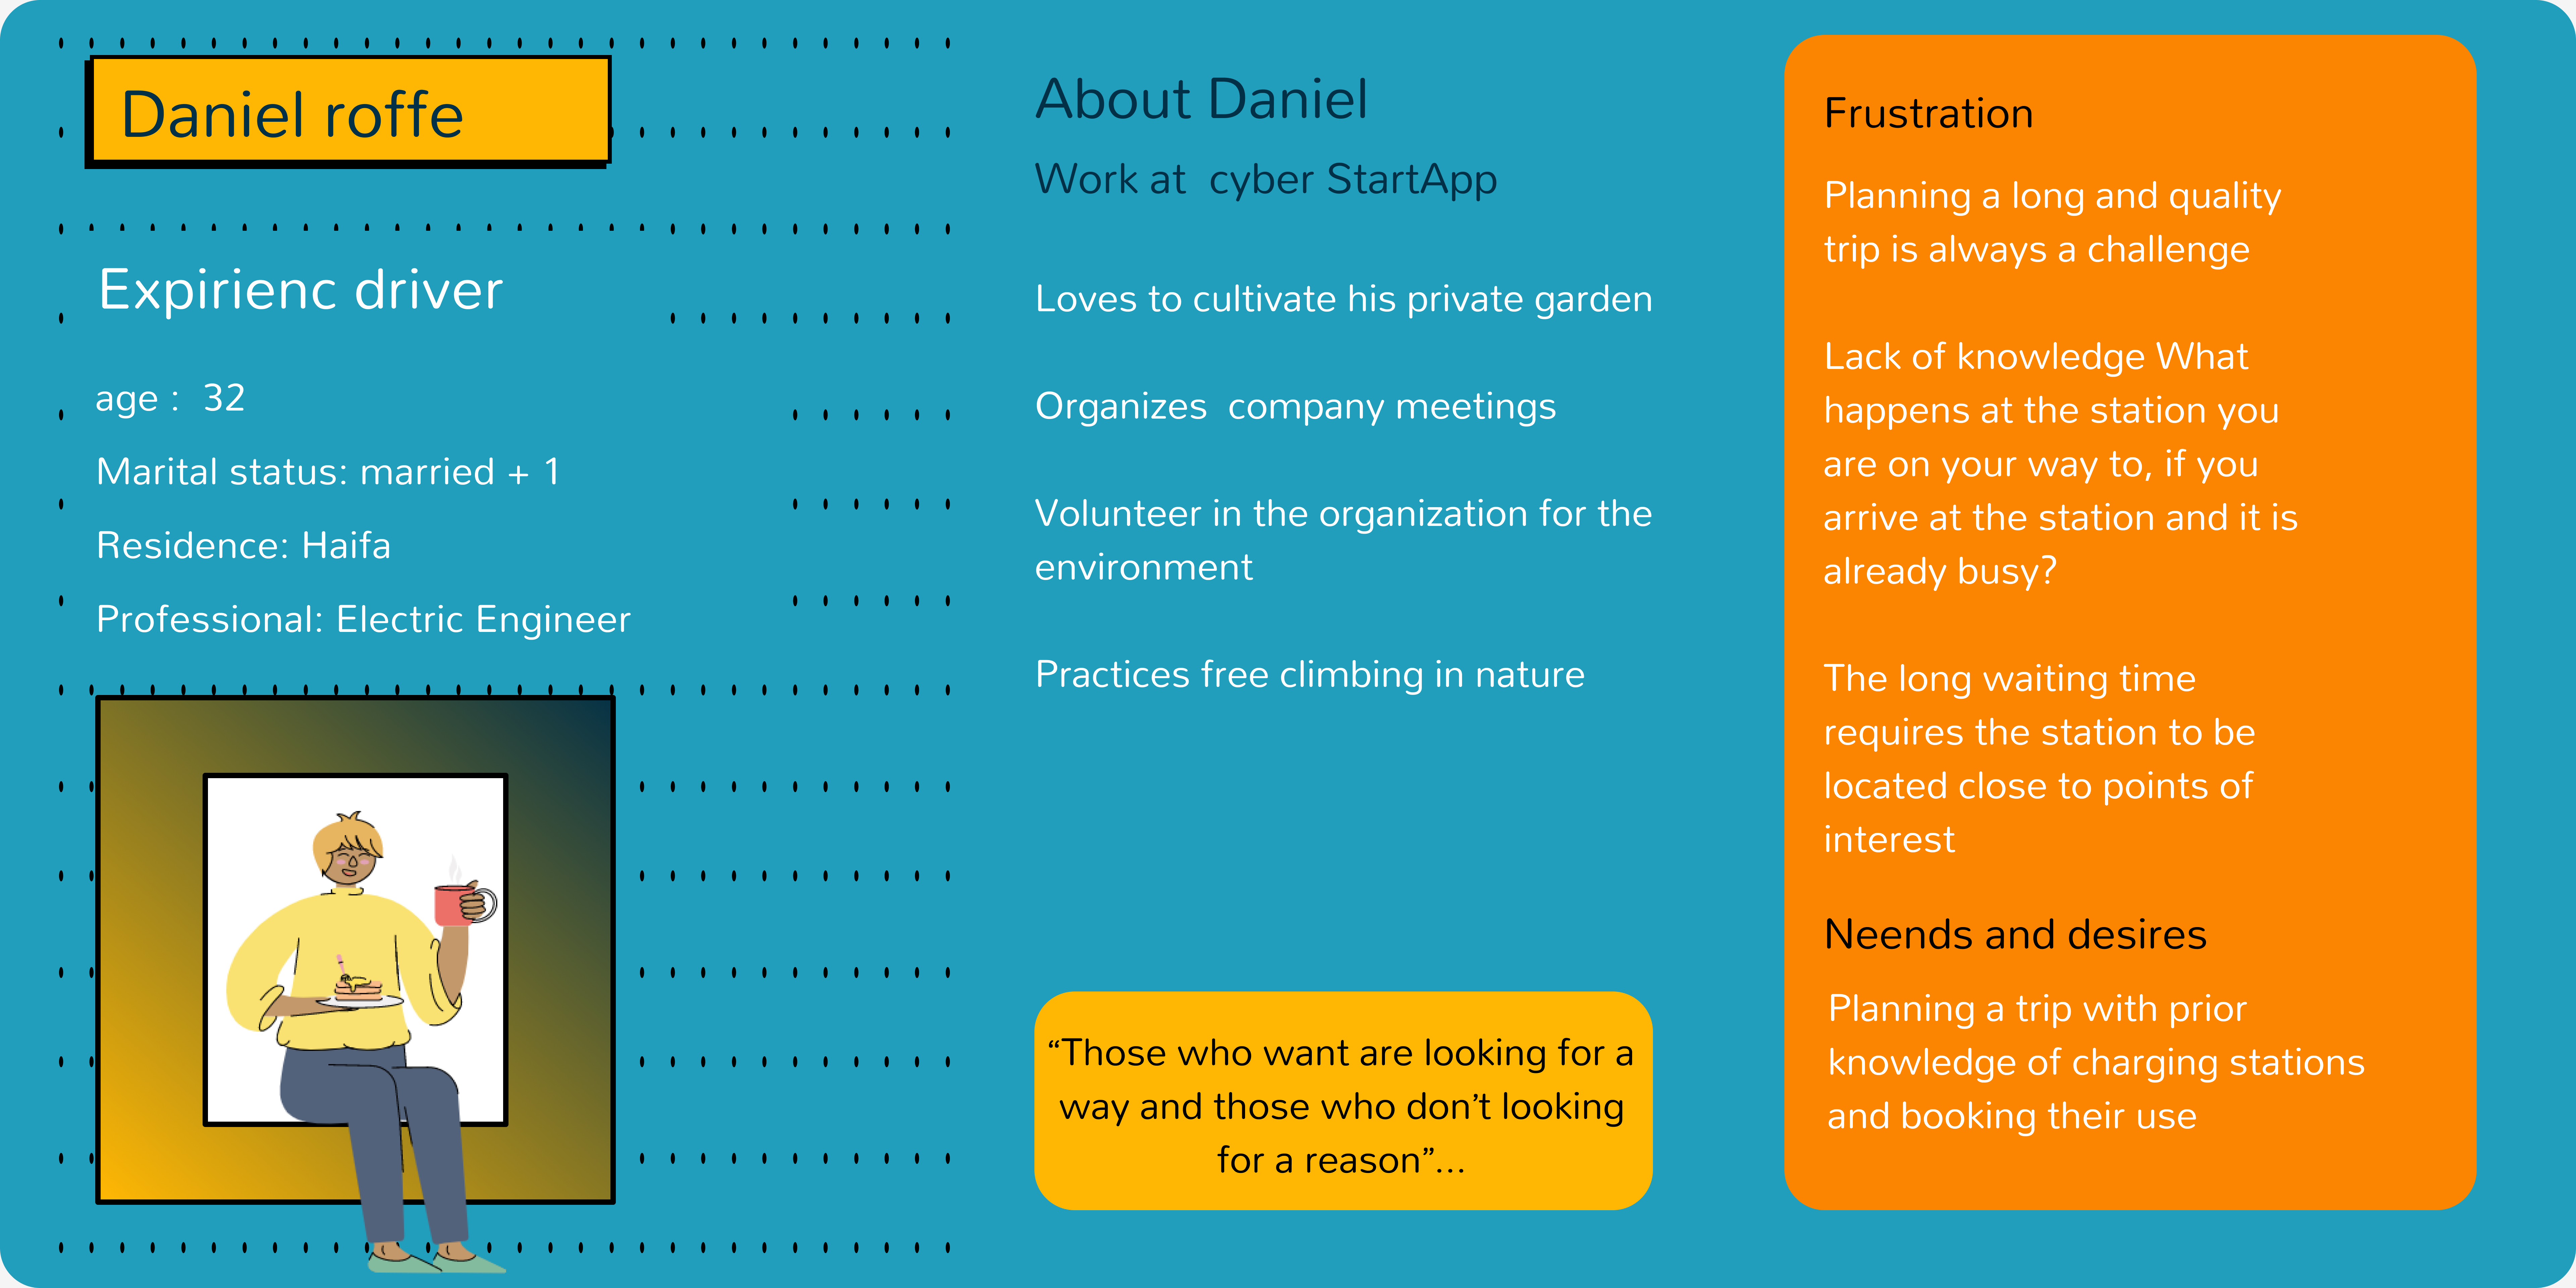 Daniel roffe
Expirienc driver
age :  32
Marital status: married + 1
Residence: Haifa
Professional: Electric Engineer
About Daniel
Work at  cyber StartApp
Loves to cultivate his private garden
Organizes  company meetings
Volunteer in the organization for the
environment
Practices free climbing in nature
“Those who want are looking for a
way and those who don’t looking
for a reason”...
Frustration
Planning a long and quality
trip is always a challenge
Lack of knowledge What
happens at the station you
are on your way to, if you
arrive at the station and it is
already busy?
The long waiting time
requires the station to be
located close to points of
interest
Neends and desires
Planning a trip with prior
knowledge of charging stations
and booking their use